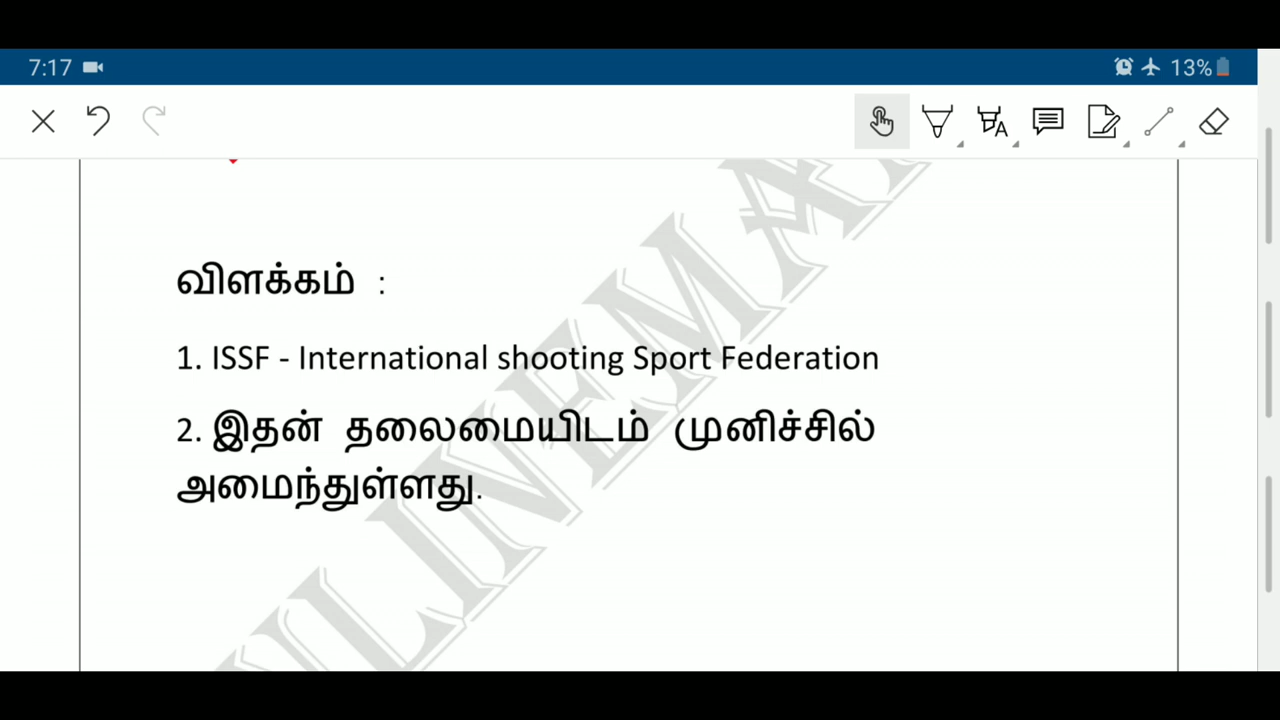 7:17 13%
விளக்கம் :
1. ISSF - International shooting Sport Federation
2. இதன் தலைமையிடம் முனிச்சில்
அமைந்துள்ளது.